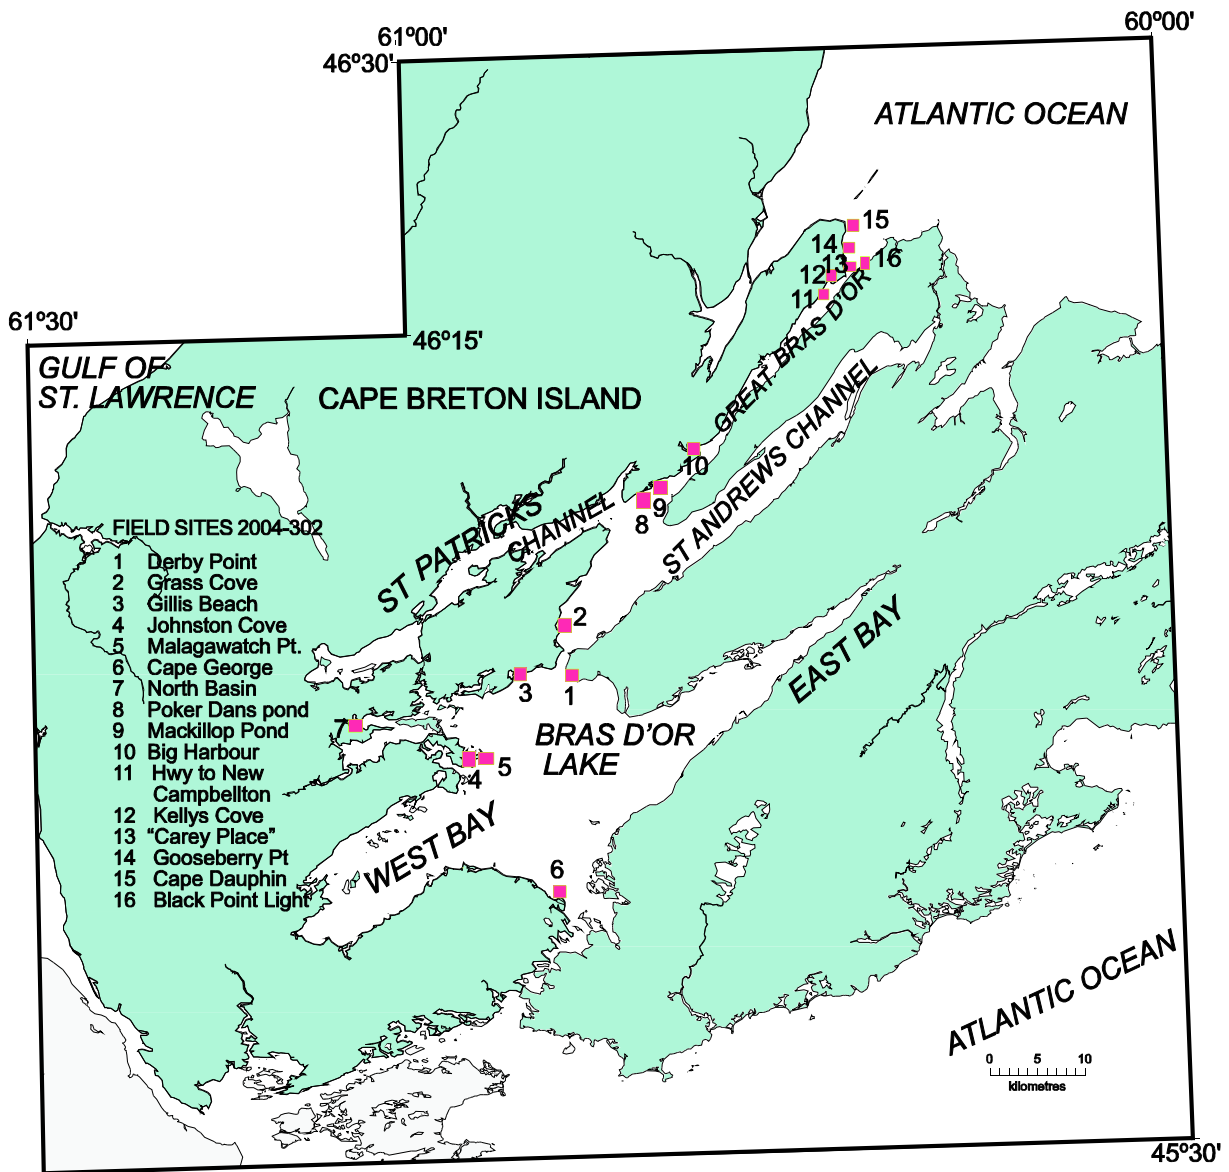 60º00'
61º00'
46º30'
ATLANTIC OCEAN
15
14
16
13
12
11
61º30'
46º15'
GULF OF
ST. LAWRENCE
CAPE BRETON ISLAND
GREAT BRAS D'OR
10
9
8
ST ANDREWS CHANNEL
ST PATRICKS
CHANNEL
FIELD SITES 2004-302
1 Derby Point
2 Grass Cove
3 Gillis Beach
4 Johnston Cove
5 Malagawatch Pt.
6 Cape George
7 North Basin
8 Poker Dans pond
9 Mackillop Pond
10 Big Harbour
11 Hwy to New
Campbellton
12 Kellys Cove
13 “Carey Place”
14 Gooseberry Pt
15 Cape Dauphin
16 Black Point Light
2
EAST BAY
3
1
7
BRAS D'OR
LAKE
5
4
WEST BAY
6
ATLANTIC OCEAN
0 5 10
kilometres
45º30'